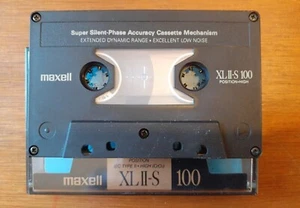 Super Silent-Phase Accuracy Cassette Mechanism
EXTENDED DYNAMIC RANGE • EXCELLENT LOW NOISE
maxell
XLII-S 100
POSITION•HIGH
POSITION
maxell XLII-S 100